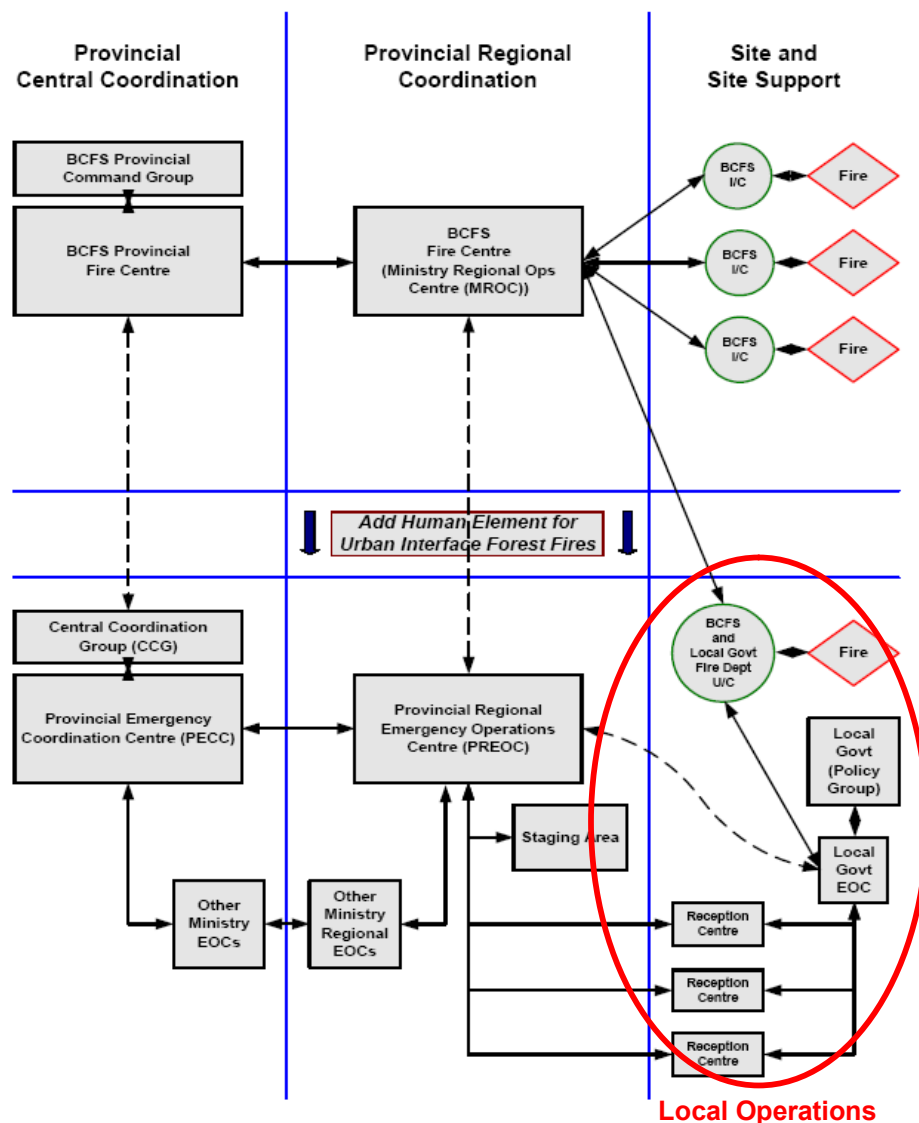 Provincial
Central Coordination
Provincial Regional
Coordination
Site and
Site Support
BCFS Provincial
Command Group
BCFS Provincial
Fire Centre
BCFS
Fire Centre
(Ministry Regional Ops
Centre (MROC))
BCFS
I/C
Fire
BCFS
I/C
Fire
BCFS
I/C
Fire
Add Human Element for
Urban Interface Forest Fires
Central Coordination
Group (CCG)
Provincial Emergency
Coordination Centre (PECC)
Provincial Regional
Emergency Operations
Centre (PREOC)
BCFS
and
Local Govt
Fire Dept
U/C
Fire
Local
Govt
(Policy
Group)
Staging Area
Local
Govt
EOC
Other
Ministry
EOCs
Other
Ministry
Regional
EOCs
Reception
Centre
Reception
Centre
Reception
Centre
Local Operations